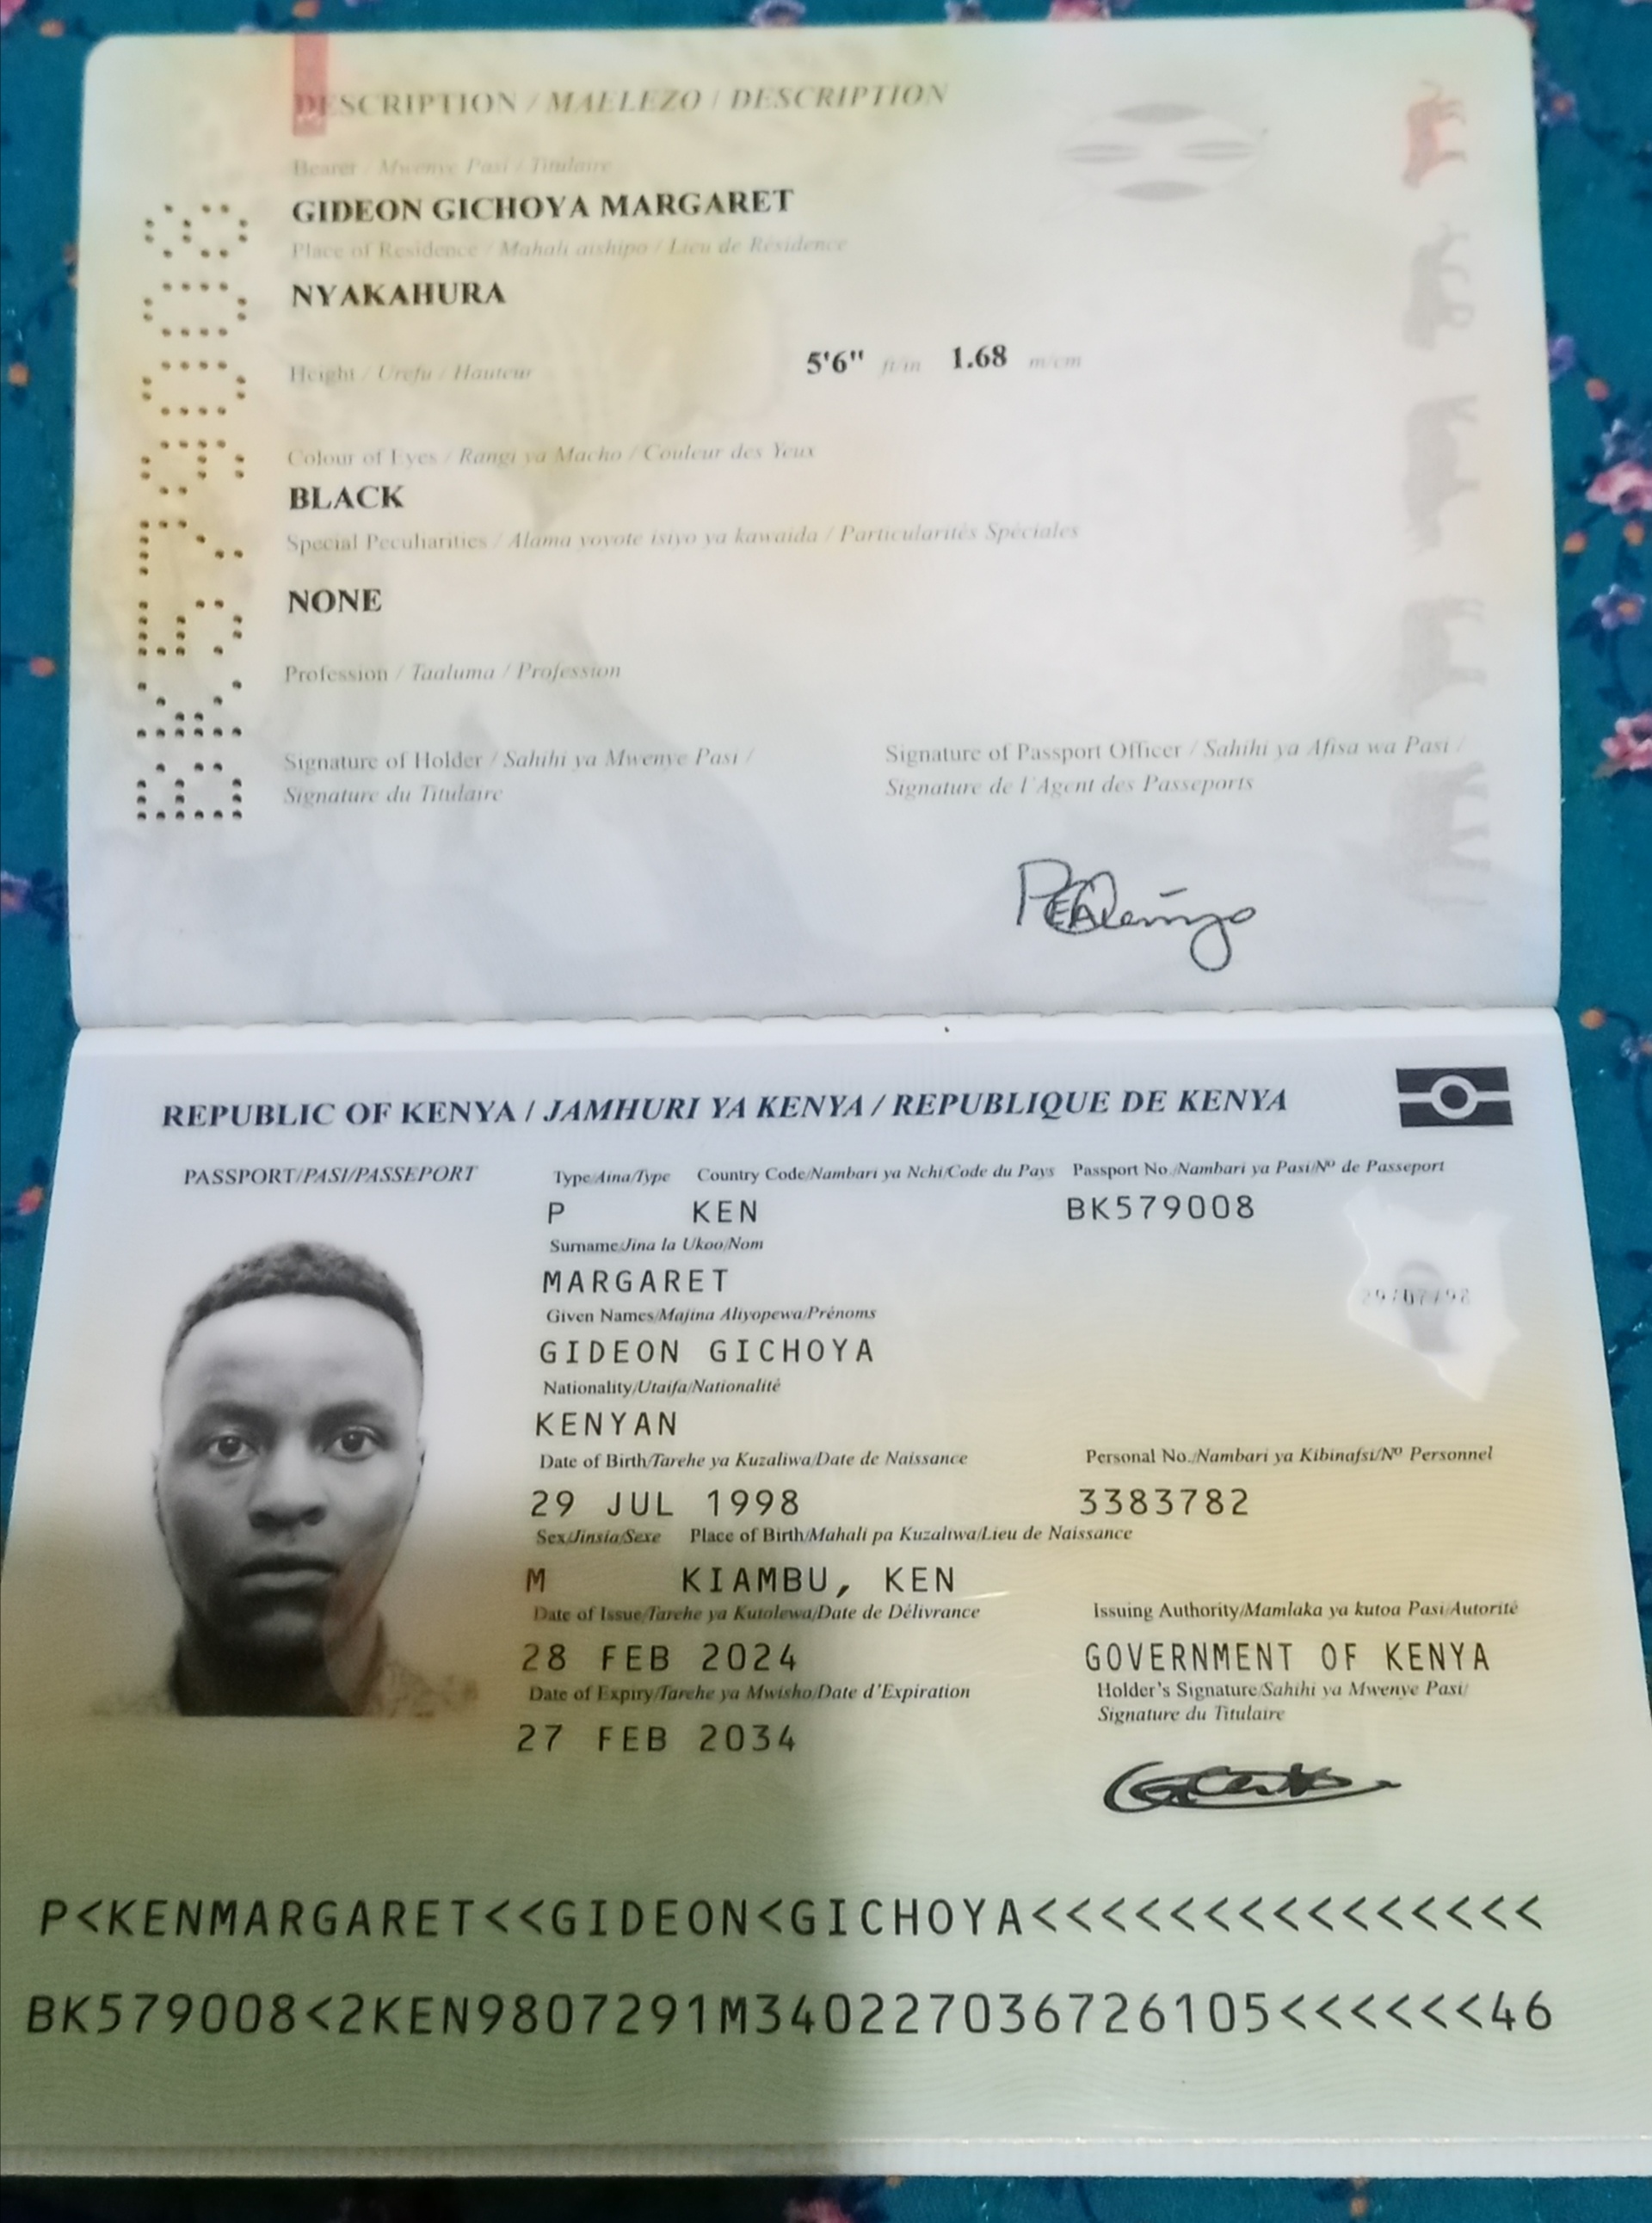 DESCRIPTION / MAELEZO / DESCRIPTION
Bearer / Mwenye Pasi / Titulaire
GIDEON GICHOYA MARGARET
Place of Residence / Mahali aishipo / Lieu de Résidence
NYAKAHURA
Height / Urefu / Hauteur 5'6" ft/in 1.68 m/cm
Colour of Eyes / Rangi ya Macho / Couleur des Yeux
BLACK
Special Peculiarities / Alama yoyote isiyo ya kawaida / Particularités Spéciales
NONE
Profession / Taaluma / Profession
Signature of Holder / Sahihi ya Mwenye Pasi /
Signature du Titulaire
Signature of Passport Officer / Sahihi ya Afisa wa Pasi /
Signature de l'Agent des Passeports
BK579008
REPUBLIC OF KENYA / JAMHURI YA KENYA / REPUBLIQUE DE KENYA
PASSPORT/PASI/PASSEPORT
Type/Aina/Type Country Code/Nambari ya Nchi/Code du Pays Passport No./Nambari ya Pasi/Nº de Passeport
P KEN BK579008
Surname/Jina la Ukoo/Nom
MARGARET
29/07/98
Given Names/Majina Aliyopewa/Prénoms
GIDEON GICHOYA
Nationality/Utaifa/Nationalité
KENYAN
Date of Birth/Tarehe ya Kuzaliwa/Date de Naissance Personal No./Nambari ya Kibinafsi/Nº Personnel
29 JUL 1998 3383782
Sex/Jinsia/Sexe Place of Birth/Mahali pa Kuzaliwa/Lieu de Naissance
M KIAMBU, KEN
Date of Issue/Tarehe ya Kutolewa/Date de Délivrance Issuing Authority/Mamlaka ya kutoa Pasi/Autorité
28 FEB 2024 GOVERNMENT OF KENYA
Date of Expiry/Tarehe ya Mwisho/Date d'Expiration Holder's Signature/Sahihi ya Mwenye Pasi/
Signature du Titulaire
27 FEB 2034
P<KENMARGARET<<GIDEON<GICHOYA<<<<<<<<<<<<<<<
BK579008<2KEN9807291M340227036726105<<<<<<46